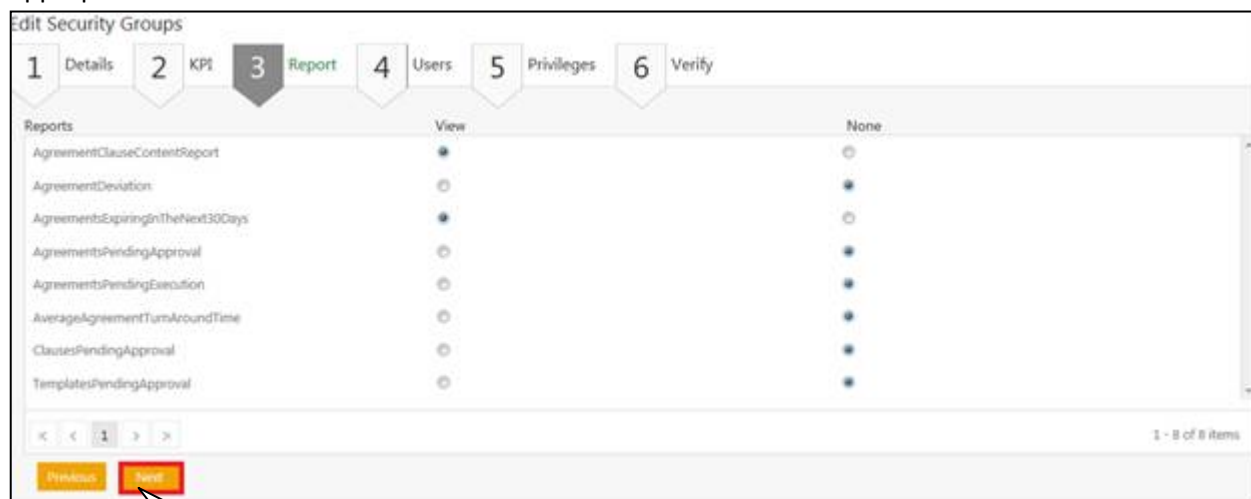 Edit Security Groups
1 Details 2 KPI 3 Report 4 Users 5 Privileges 6 Verify
Reports View None
AgreementClauseContentReport
AgreementDeviation
AgreementsExpiringInTheNext30Days
AgreementsPendingApproval
AgreementsPendingExecution
AverageAgreementTurnAroundTime
ClausesPendingApproval
TemplatesPendingApproval
< < 1 > > 1 - 8 of 8 items
Previous Next